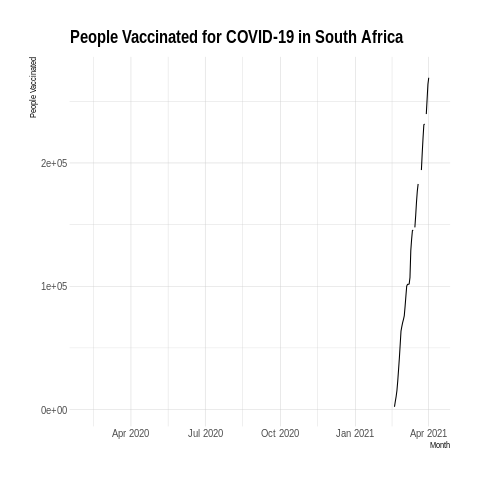 People Vaccinated for COVID-19 in South Africa
People Vaccinated
2e+05
1e+05
0e+00
Apr 2020 Jul 2020 Oct 2020 Jan 2021 Apr 2021
Month